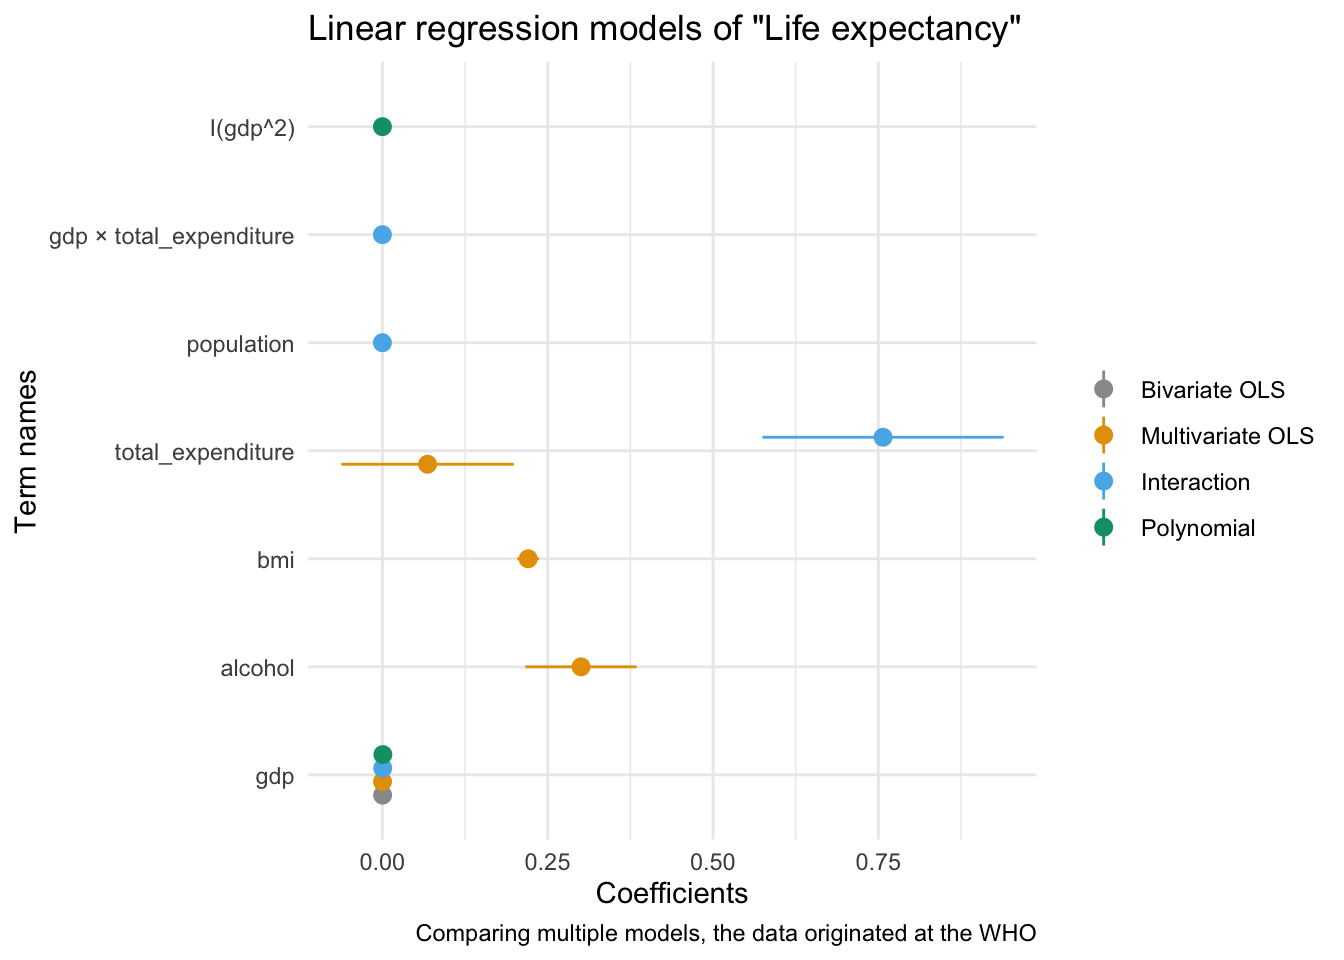 Linear regression models of "Life expectancy"
I(gdp^2)
gdp × total_expenditure
population
total_expenditure
bmi
alcohol
gdp
Term names
0.00 0.25 0.50 0.75
Coefficients
Comparing multiple models, the data originated at the WHO
Bivariate OLS
Multivariate OLS
Interaction
Polynomial